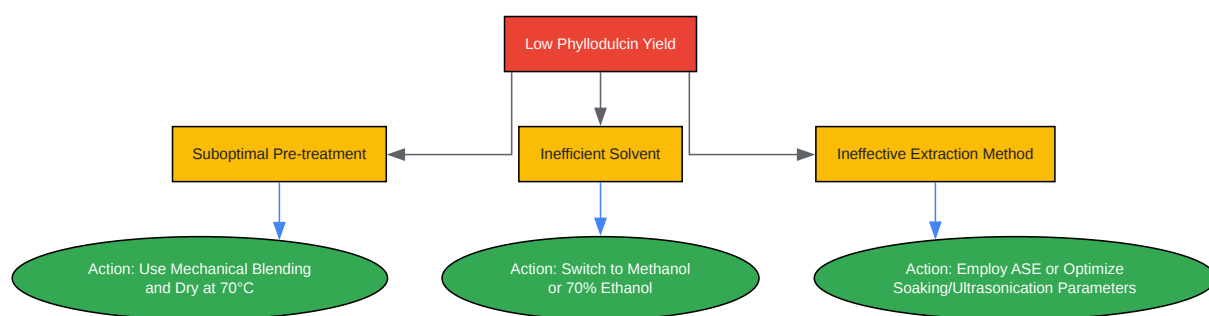 Low Phyllodulcin Yield
Suboptimal Pre-treatment
Inefficient Solvent
Ineffective Extraction Method
Action: Use Mechanical Blending
and Dry at 70°C
Action: Switch to Methanol
or 70% Ethanol
Action: Employ ASE or Optimize
Soaking/Ultrasonication Parameters